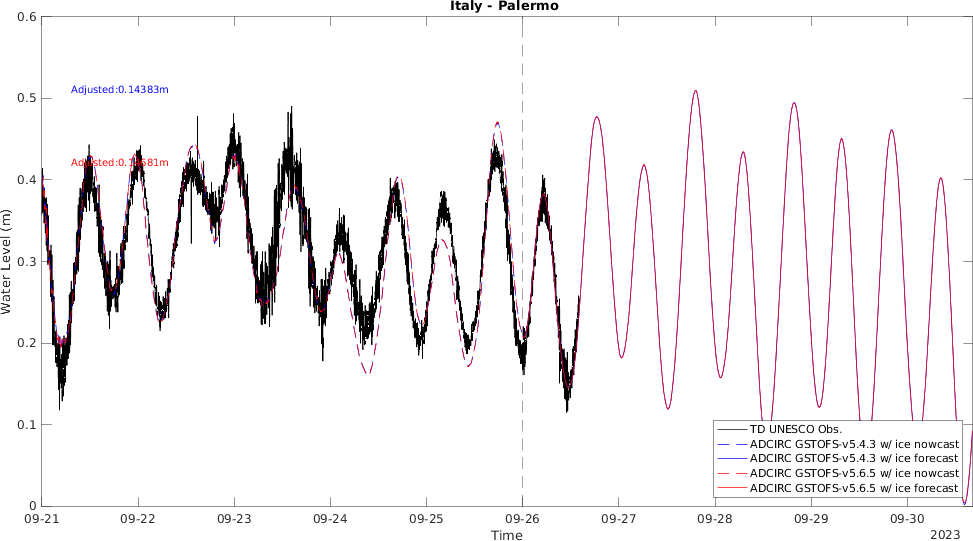 Italy - Palermo
0.6
0.5
0.4
0.3
0.2
0.1
0
Water Level (m)
Adjusted:0.14383m
09-21
09-22
09-23
09-24
09-25
09-26
09-27
09-28
09-29
09-30
Time
2023
TD UNESCO Obs.
ADCIRC GSTOFS-v5.4.3 w/ ice nowcast
ADCIRC GSTOFS-v5.4.3 w/ ice forecast
ADCIRC GSTOFS-v5.6.5 w/ ice nowcast
ADCIRC GSTOFS-v5.6.5 w/ ice forecast